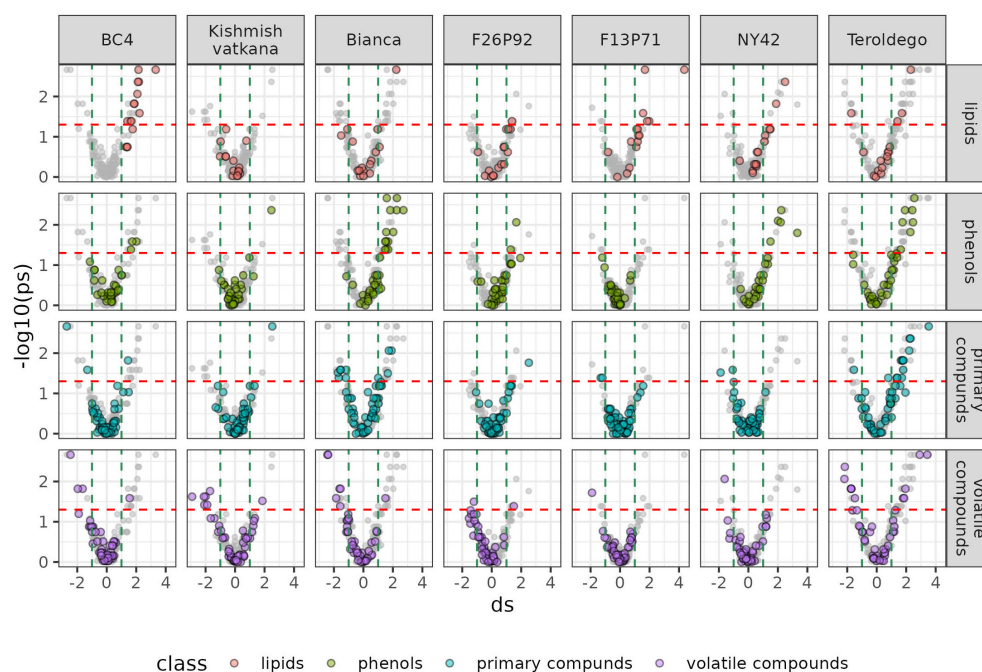 BC4 Kishmish vatkana Bianca F26P92 F13P71 NY42 Teroldego
2
1
0
lipids
2
1
0
phenols
2
1
0
primary compunds
2
1
0
volatile compounds
-2 0 2 4 -2 0 2 4 -2 0 2 4 -2 0 2 4 -2 0 2 4 -2 0 2 4 -2 0 2 4
-log10(ps)
ds
class lipids phenols primary compunds volatile compounds